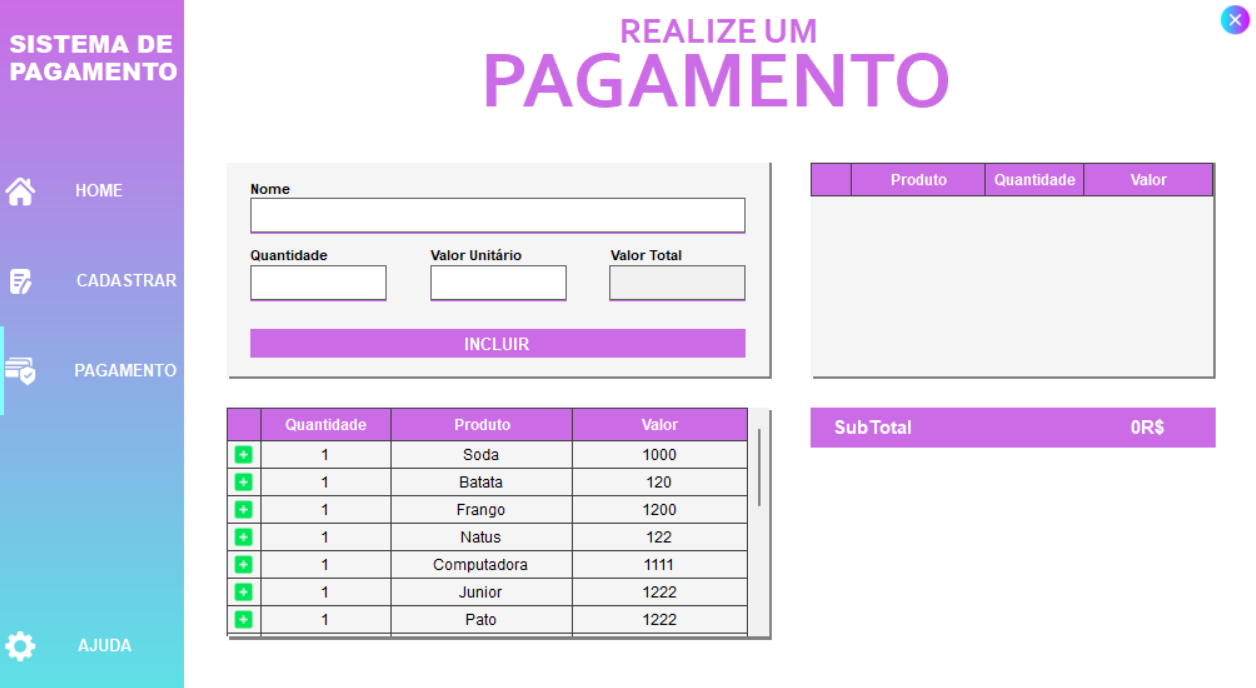 SISTEMA DE
PAGAMENTO
HOME
CADASTRAR
PAGAMENTO
AJUDA
REALIZE UM
PAGAMENTO
Nome
Quantidade Valor Unitário Valor Total
INCLUIR
Quantidade Produto Valor
1 Soda 1000
1 Batata 120
1 Frango 1200
1 Natus 122
1 Computadora 1111
1 Junior 1222
1 Pato 1222
Produto Quantidade Valor
SubTotal 0R$